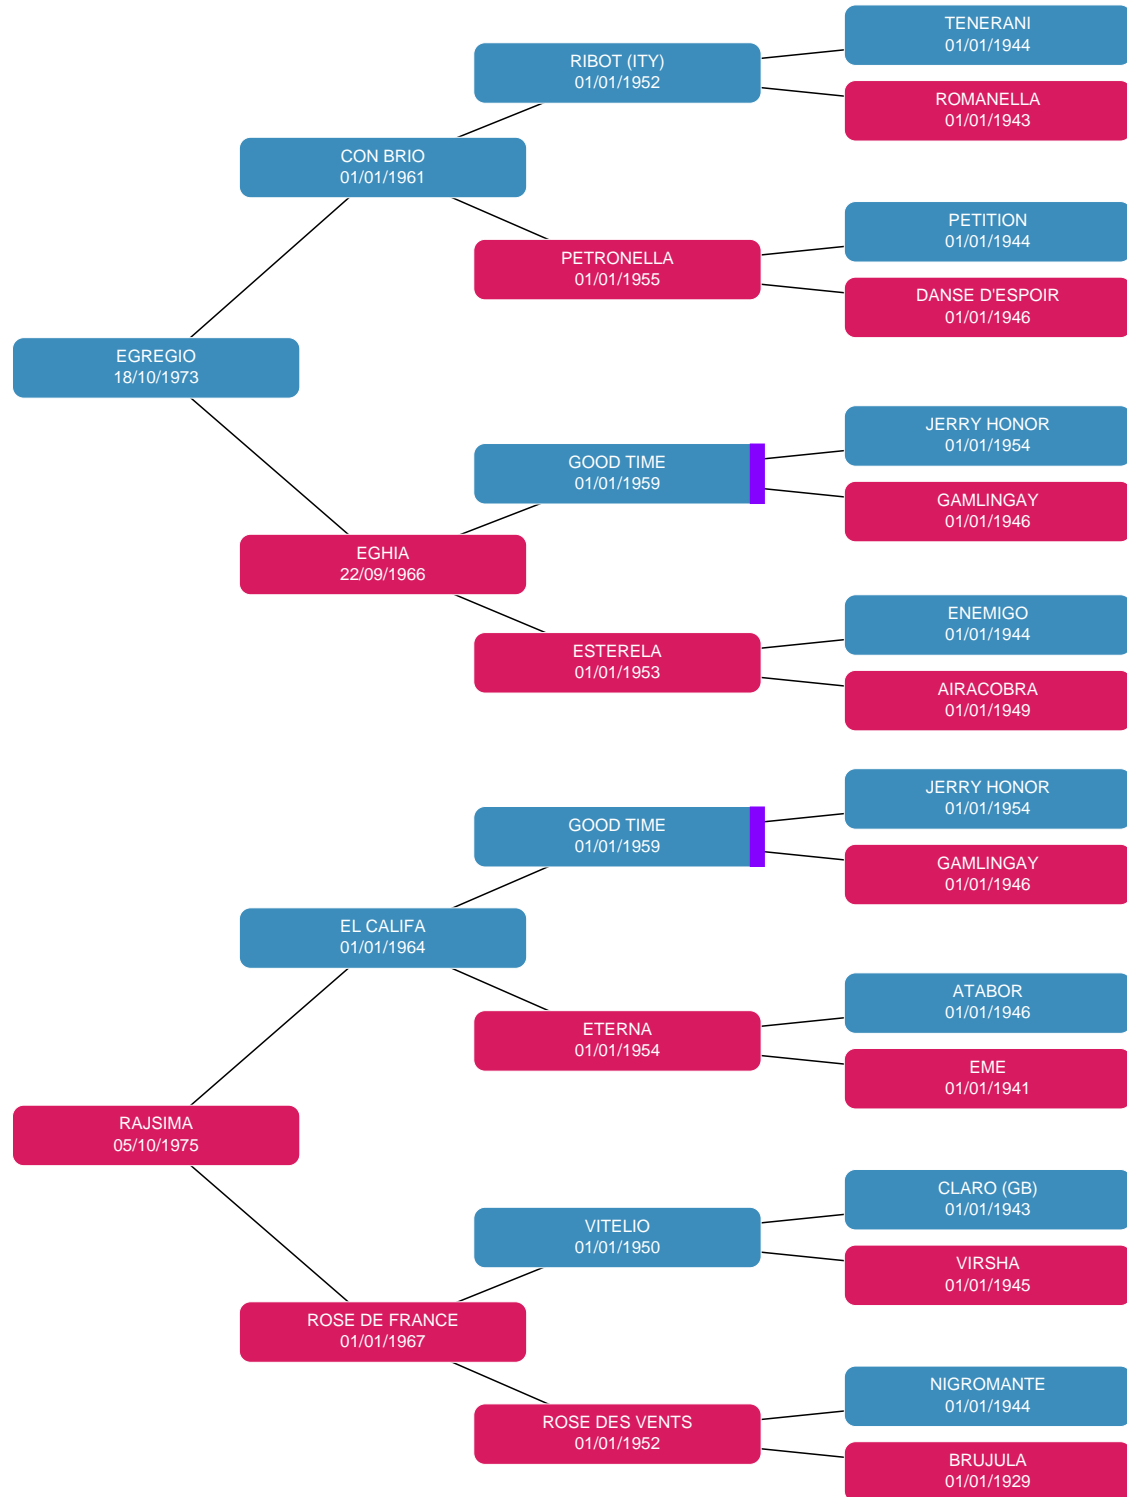 TENERANI
01/01/1944
RIBOT (ITY)
01/01/1952
ROMANELLA
01/01/1943
CON BRIO
01/01/1961
PETITION
01/01/1944
PETRONELLA
01/01/1955
DANSE D'ESPOIR
01/01/1946
EGREGIO
18/10/1973
JERRY HONOR
01/01/1954
GOOD TIME
01/01/1959
GAMLINGAY
01/01/1946
EGHIA
22/09/1966
ENEMIGO
01/01/1944
ESTERELA
01/01/1953
AIRACOBRA
01/01/1949
JERRY HONOR
01/01/1954
GOOD TIME
01/01/1959
GAMLINGAY
01/01/1946
EL CALIFA
01/01/1964
ATABOR
01/01/1946
ETERNA
01/01/1954
EME
01/01/1941
RAJSIMA
05/10/1975
CLARO (GB)
01/01/1943
VITELIO
01/01/1950
VIRSHA
01/01/1945
ROSE DE FRANCE
01/01/1967
NIGROMANTE
01/01/1944
ROSE DES VENTS
01/01/1952
BRUJULA
01/01/1929